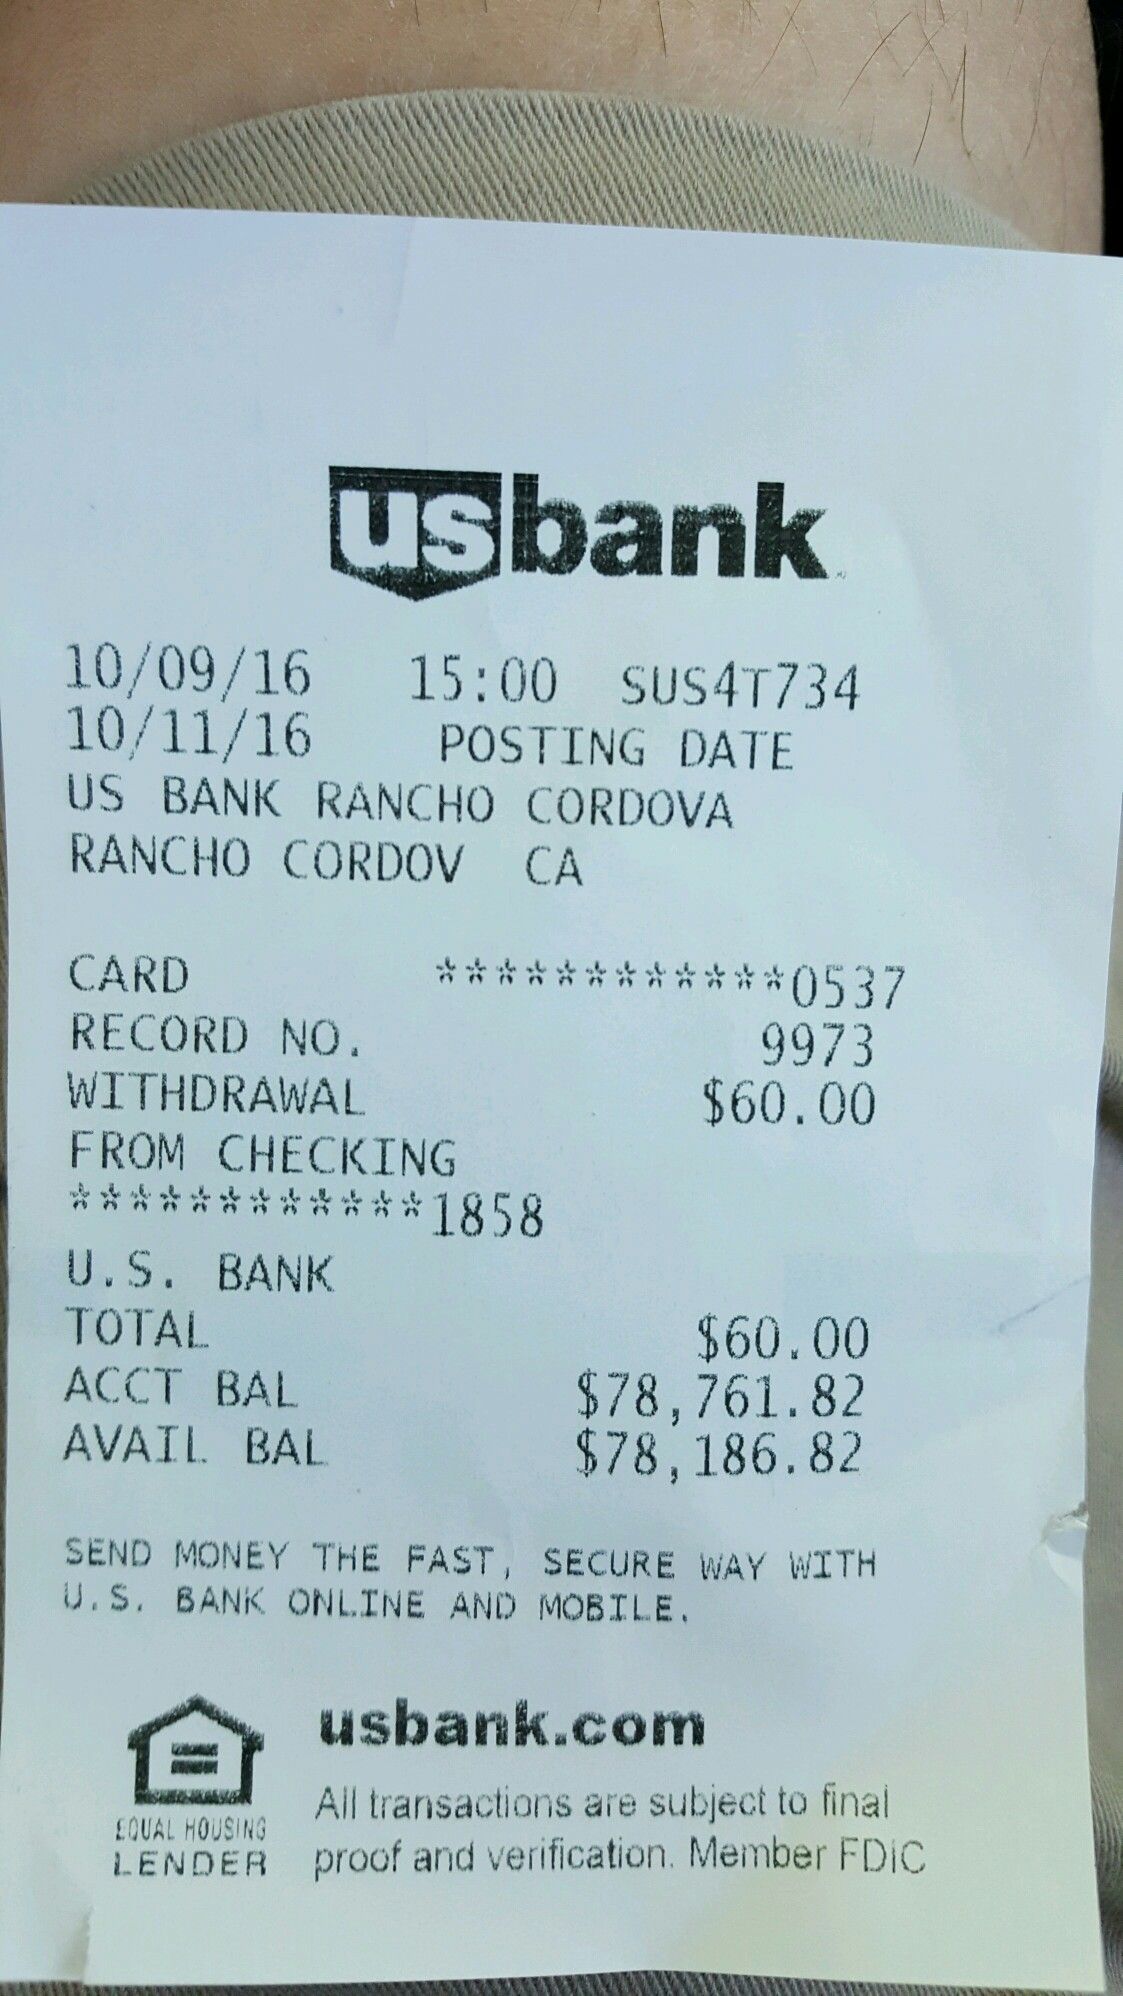 usbank
10/09/16 15:00 SUS4T734
10/11/16 POSTING DATE
US BANK RANCHO CORDOVA
RANCHO CORDOV CA
CARD ************0537
RECORD NO. 9973
WITHDRAWAL $60.00
FROM CHECKING
************1858
U.S. BANK
TOTAL $60.00
ACCT BAL $78,761.82
AVAIL BAL $78,186.82
SEND MONEY THE FAST, SECURE WAY WITH
U.S. BANK ONLINE AND MOBILE.
usbank.com
All transactions are subject to final
proof and verification. Member FDIC
EQUAL HOUSING
LENDER